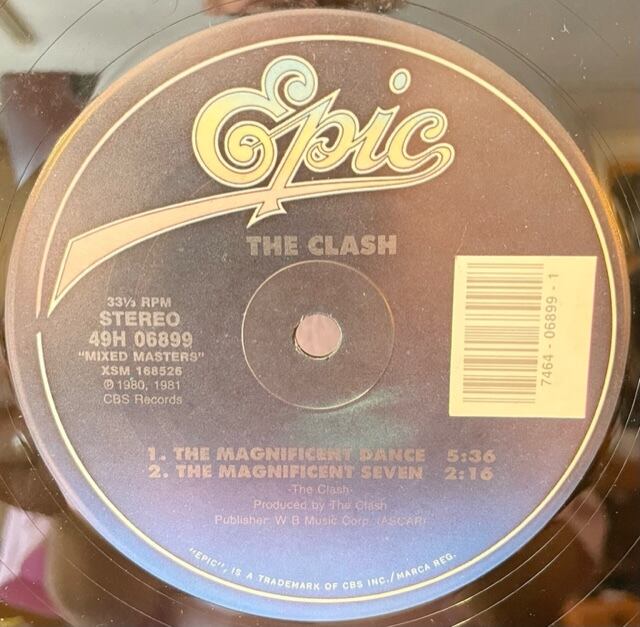 Epic
THE CLASH
33⅓ RPM
STEREO
49H 06899
"MIXED MASTERS"
XSM 168526
℗ 1980, 1981
CBS Records
7464-06899-1
1. THE MAGNIFICENT DANCE 5:36
2. THE MAGNIFICENT SEVEN 2:16
-The Clash-
Produced by The Clash
Publisher: W B Music Corp. (ASCAP)
"EPIC", IS A TRADEMARK OF CBS INC./MARCA REG.